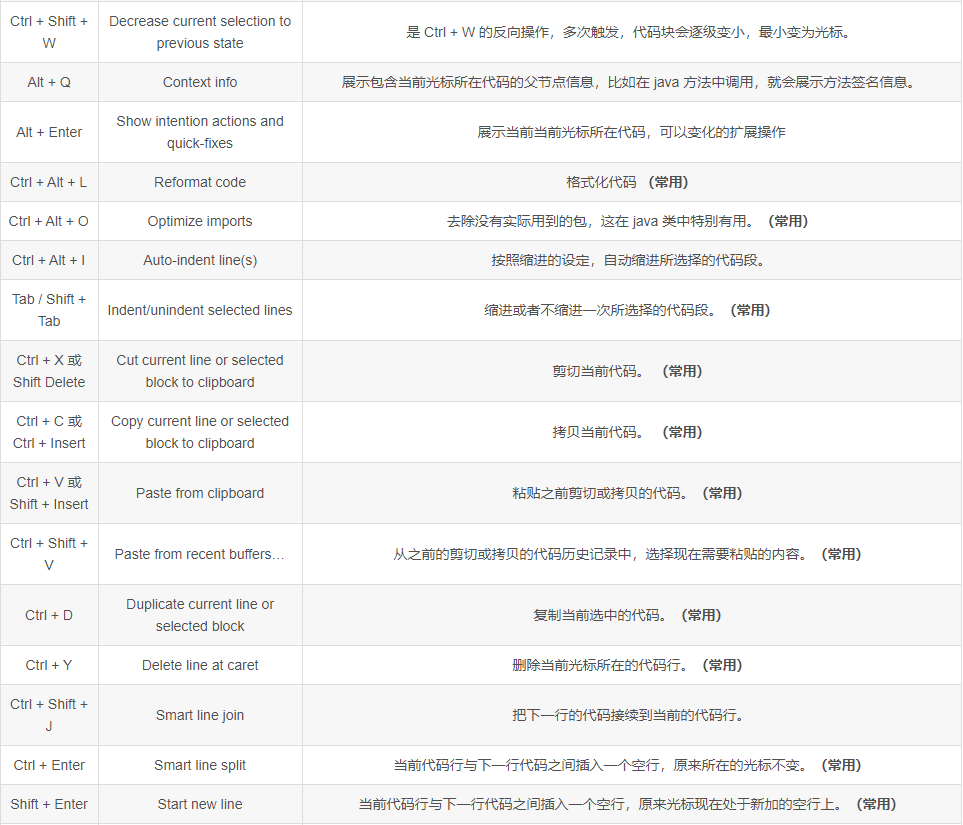 Ctrl + Shift +
W
Decrease current selection to
previous state
是 Ctrl + W 的反向操作，多次触发，代码块会逐级变小，最小变为光标。
Alt + Q
Context info
展示包含当前光标所在代码的父节点信息，比如在 java 方法中调用，就会展示方法签名信息。
Alt + Enter
Show intention actions and
quick-fixes
展示当前当前光标所在代码，可以变化的扩展操作
Ctrl + Alt + L
Reformat code
格式化代码 （常用）
Ctrl + Alt + O
Optimize imports
去除没有实际用到的包，这在 java 类中特别有用。（常用）
Ctrl + Alt + I
Auto-indent line(s)
按照缩进的设定，自动缩进所选择的代码段。
Tab / Shift +
Tab
Indent/unindent selected lines
缩进或者不缩进一次所选择的代码段。（常用）
Ctrl + X 或
Shift Delete
Cut current line or selected
block to clipboard
剪切当前代码。 （常用）
Ctrl + C 或
Ctrl + Insert
Copy current line or selected
block to clipboard
拷贝当前代码。 （常用）
Ctrl + V 或
Shift + Insert
Paste from clipboard
粘贴之前剪切或拷贝的代码。（常用）
Ctrl + Shift +
V
Paste from recent buffers…
从之前的剪切或拷贝的代码历史记录中，选择现在需要粘贴的内容。（常用）
Ctrl + D
Duplicate current line or
selected block
复制当前选中的代码。（常用）
Ctrl + Y
Delete line at caret
删除当前光标所在的代码行。（常用）
Ctrl + Shift +
J
Smart line join
把下一行的代码接续到当前的代码行。
Ctrl + Enter
Smart line split
当前代码行与下一行代码之间插入一个空行，原来所在的光标不变。（常用）
Shift + Enter
Start new line
当前代码行与下一行代码之间插入一个空行，原来光标现在处于新加的空行上。（常用）